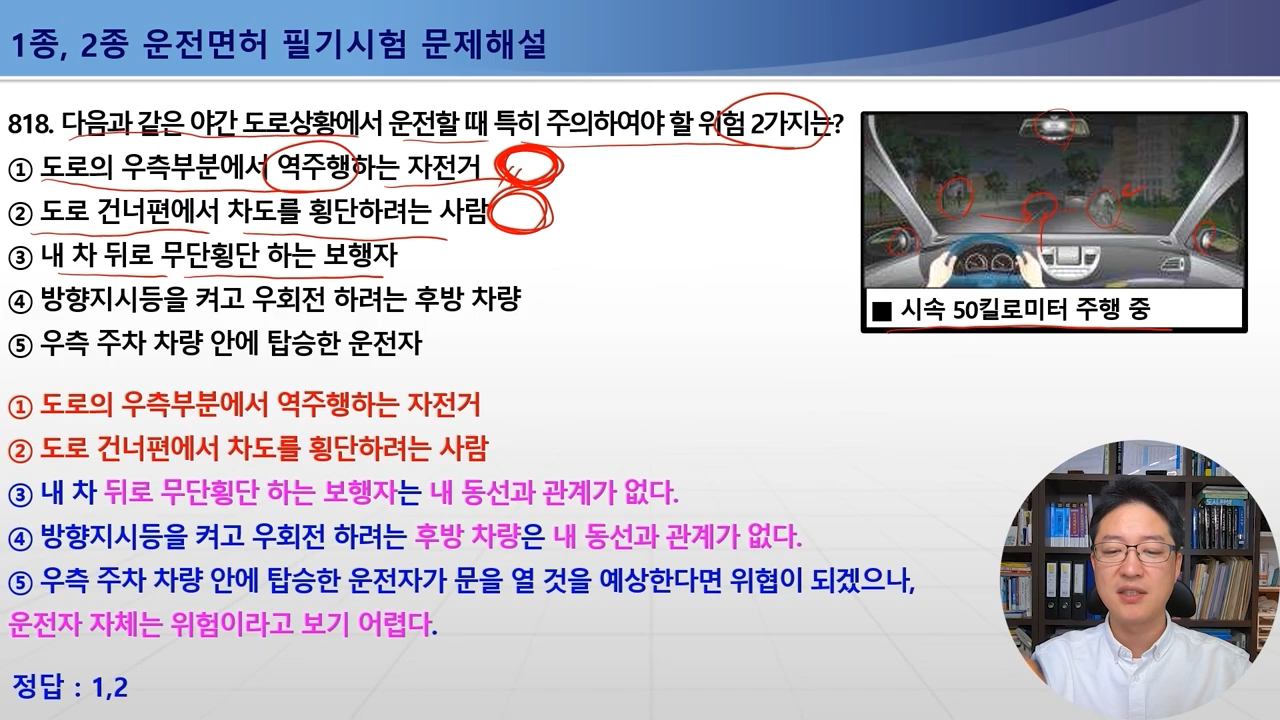 1종, 2종 운전면허 필기시험 문제해설
818. 다음과 같은 야간 도로상황에서 운전할 때 특히 주의하여야 할 위험 2가지는?
① 도로의 우측부분에서 역주행하는 자전거
② 도로 건너편에서 차도를 횡단하려는 사람
③ 내 차 뒤로 무단횡단 하는 보행자
④ 방향지시등을 켜고 우회전 하려는 후방 차량
⑤ 우측 주차 차량 안에 탑승한 운전자
■ 시속 50킬로미터 주행 중
① 도로의 우측부분에서 역주행하는 자전거
② 도로 건너편에서 차도를 횡단하려는 사람
③ 내 차 뒤로 무단횡단 하는 보행자는 내 동선과 관계가 없다.
④ 방향지시등을 켜고 우회전 하려는 후방 차량은 내 동선과 관계가 없다.
⑤ 우측 주차 차량 안에 탑승한 운전자가 문을 열 것을 예상한다면 위협이 되겠으나,
운전자 자체는 위험이라고 보기 어렵다.
정답 : 1,2